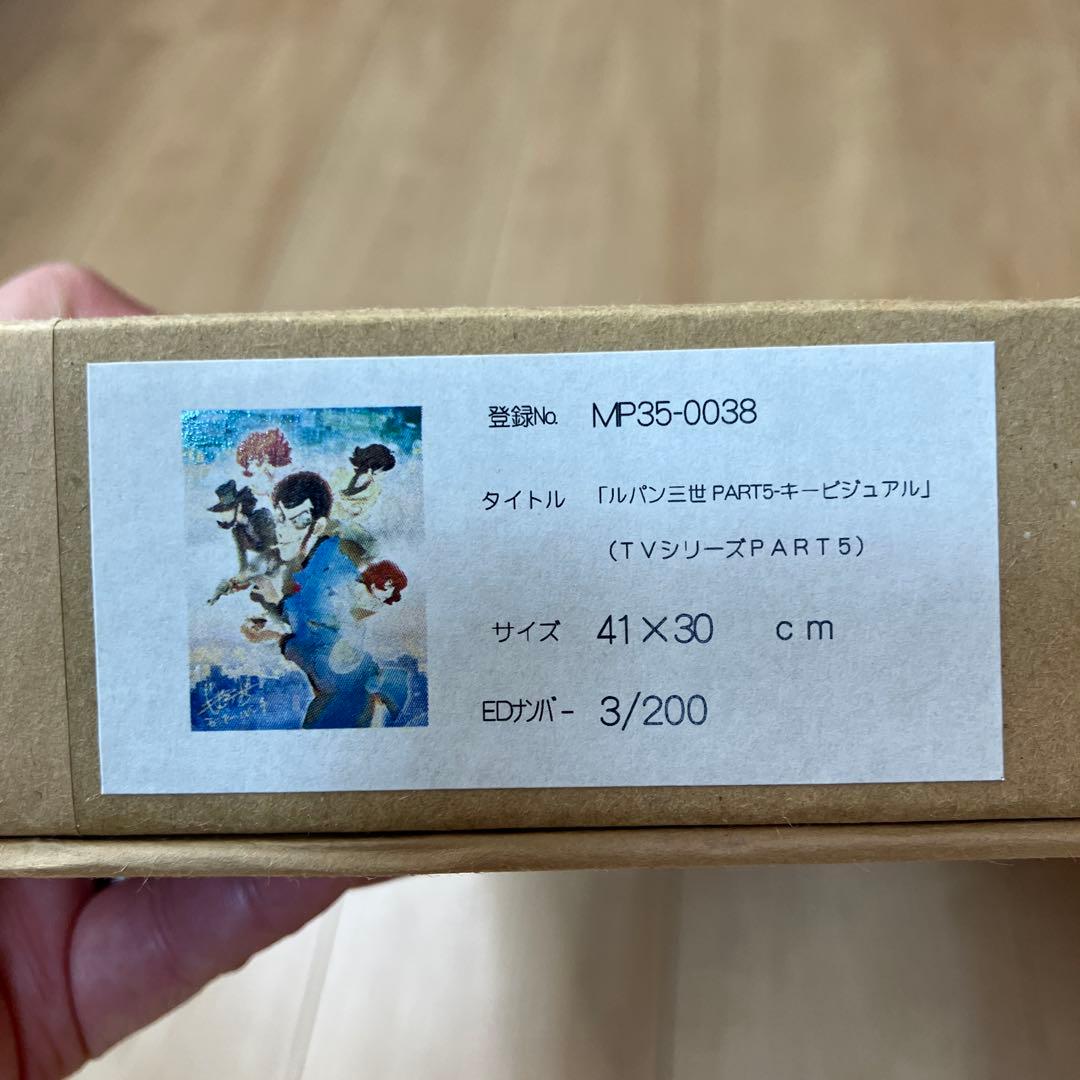 登録No. MP35-0038
タイトル 「ルパン三世 PART5-キービジュアル」
（TVシリーズPART5）
サイズ 41×30 cm
EDナンバー 3/200